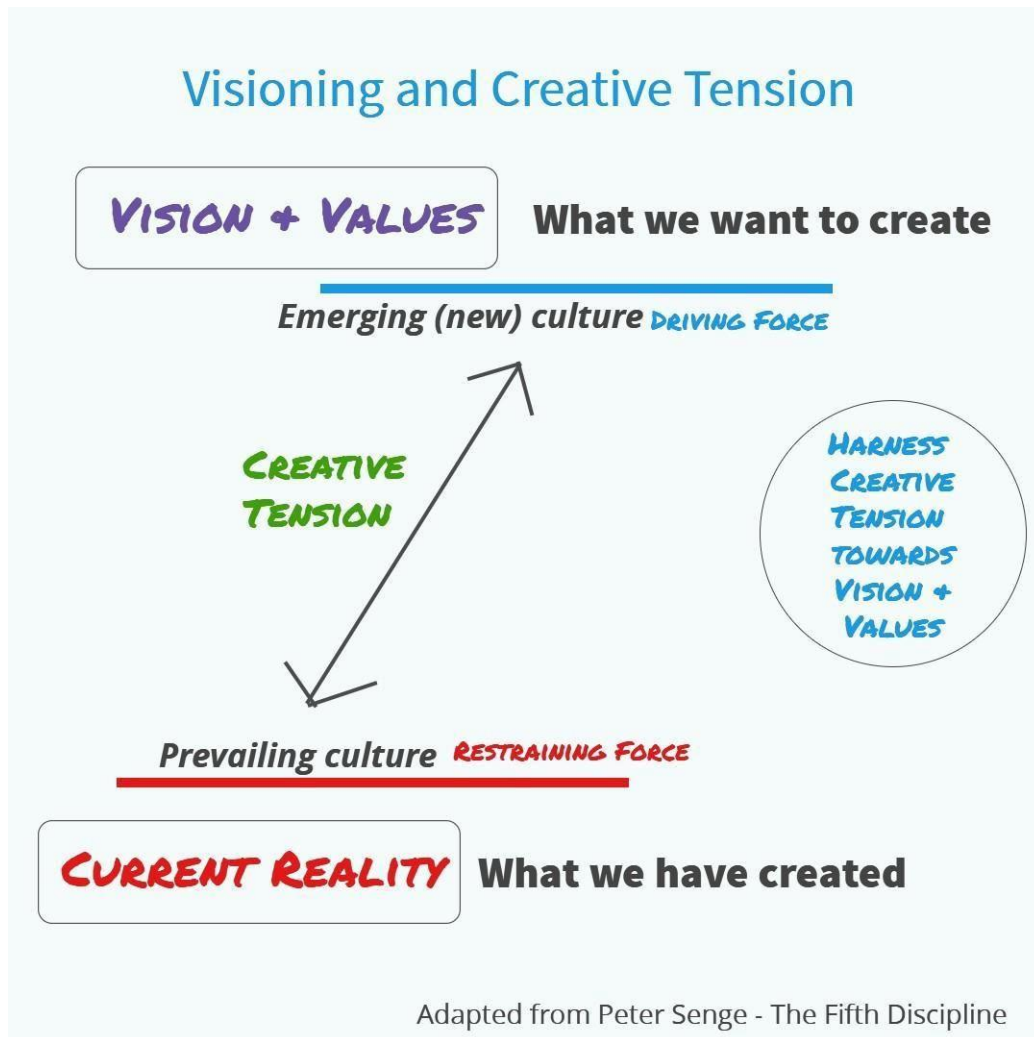 Visioning and Creative Tension
VISION & VALUES What we want to create
Emerging (new) culture DRIVING FORCE
CREATIVE
TENSION
HARNESS
CREATIVE
TENSION
TOWARDS
VISION &
VALUES
Prevailing culture RESTRAINING FORCE
CURRENT REALITY What we have created
Adapted from Peter Senge - The Fifth Discipline